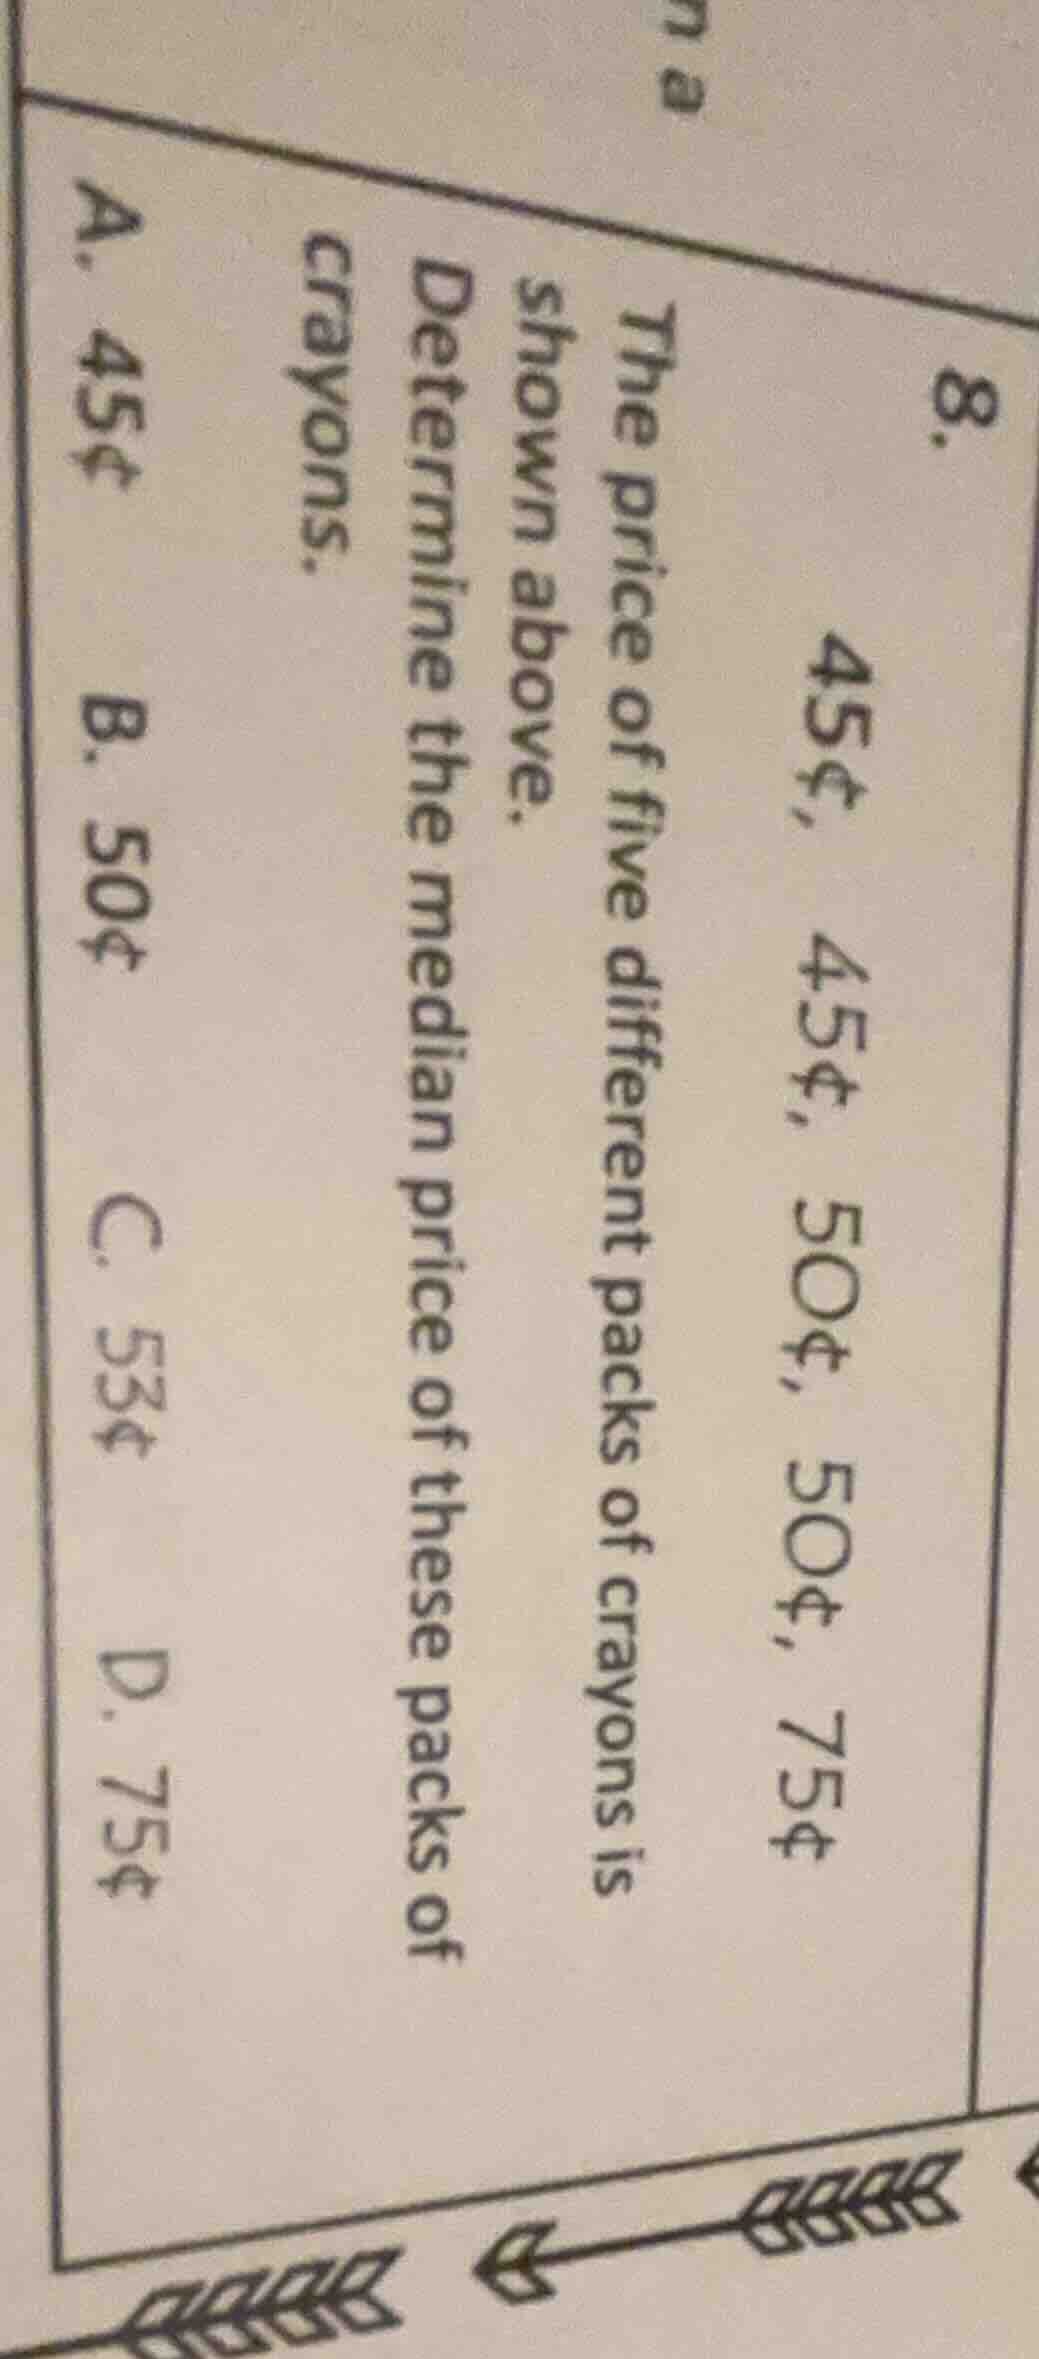 n a
8.
45¢, 45¢, 50¢, 50¢, 75¢
The price of five different packs of crayons is
shown above.
Determine the median price of these packs of
crayons.
A. 45¢ B. 50¢ C. 53¢ D. 75¢